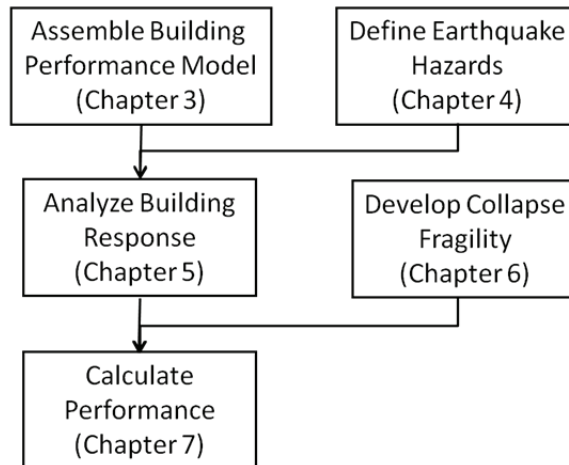 Assemble Building
Performance Model
(Chapter 3)
Define Earthquake
Hazards
(Chapter 4)
Analyze Building
Response
(Chapter 5)
Develop Collapse
Fragility
(Chapter 6)
Calculate
Performance
(Chapter 7)